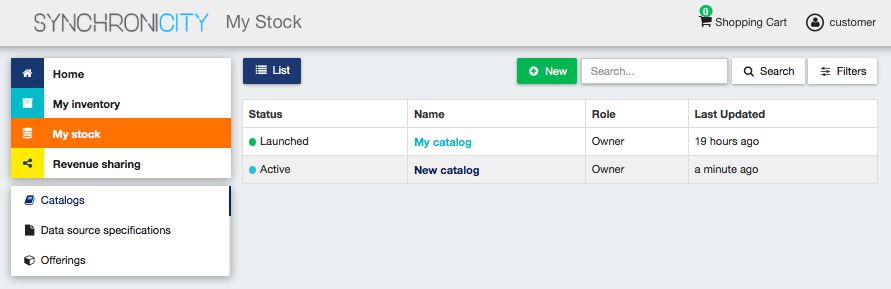 SYNCHRONICITY My Stock 0 Shopping Cart customer
Home
My inventory
My stock
Revenue sharing
Catalogs
Data source specifications
Offerings
List New Search... Search Filters
Status Name Role Last Updated
Launched My catalog Owner 19 hours ago
Active New catalog Owner a minute ago